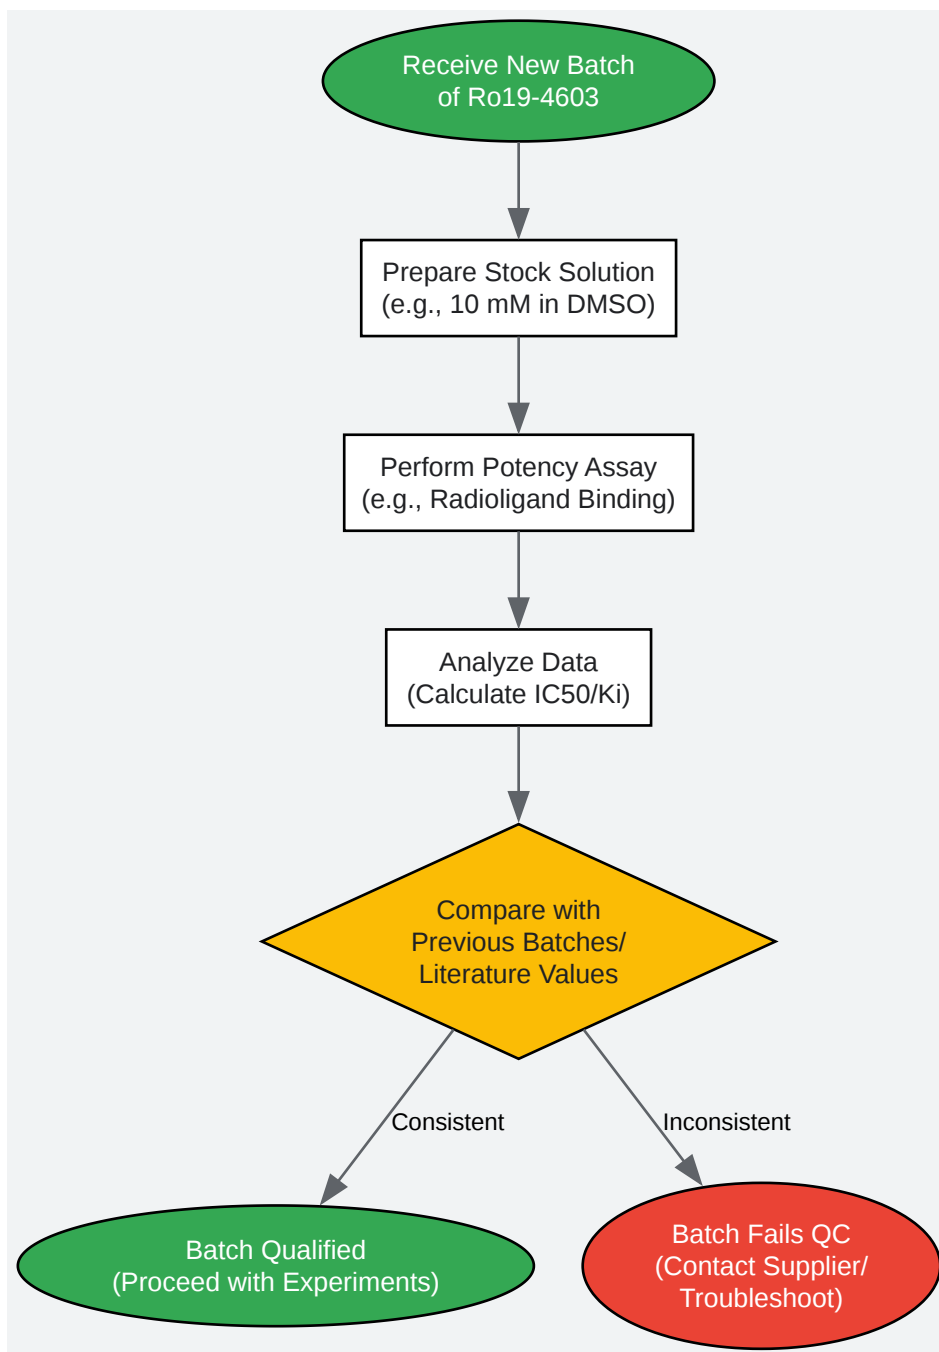 Receive New Batch
of Ro19-4603
Prepare Stock Solution
(e.g., 10 mM in DMSO)
Perform Potency Assay
(e.g., Radioligand Binding)
Analyze Data
(Calculate IC50/Ki)
Compare with
Previous Batches/
Literature Values
Consistent
Inconsistent
Batch Qualified
(Proceed with Experiments)
Batch Fails QC
(Contact Supplier/
Troubleshoot)